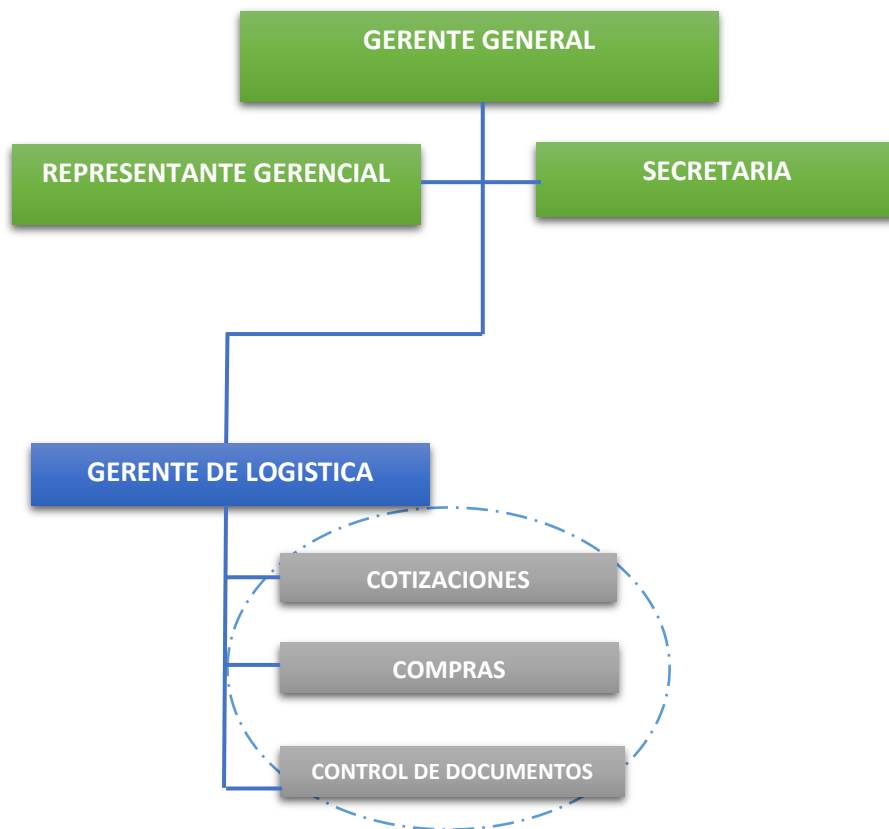 GERENTE GENERAL
REPRESENTANTE GERENCIAL
SECRETARIA
GERENTE DE LOGISTICA
COTIZACIONES
COMPRAS
CONTROL DE DOCUMENTOS